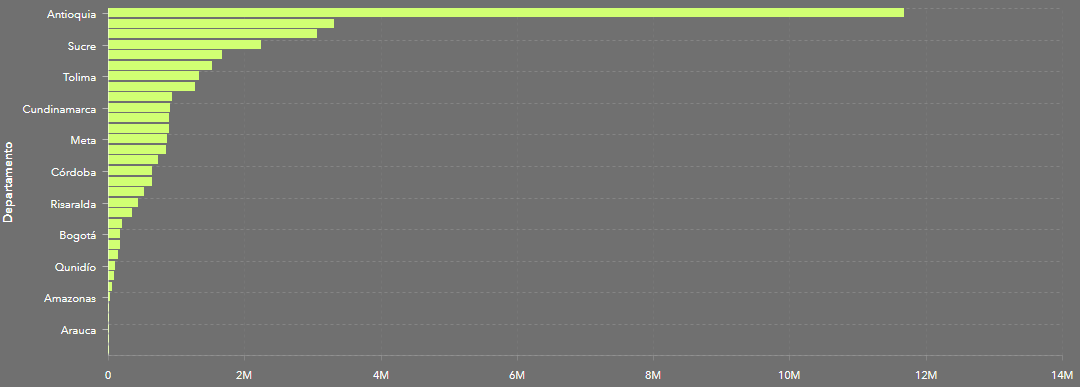 Antioquia
Sucre
Tolima
Cundinamarca
Meta
Córdoba
Risaralda
Bogotá
Qunidío
Amazonas
Arauca
Departamento
0 2M 4M 6M 8M 10M 12M 14M